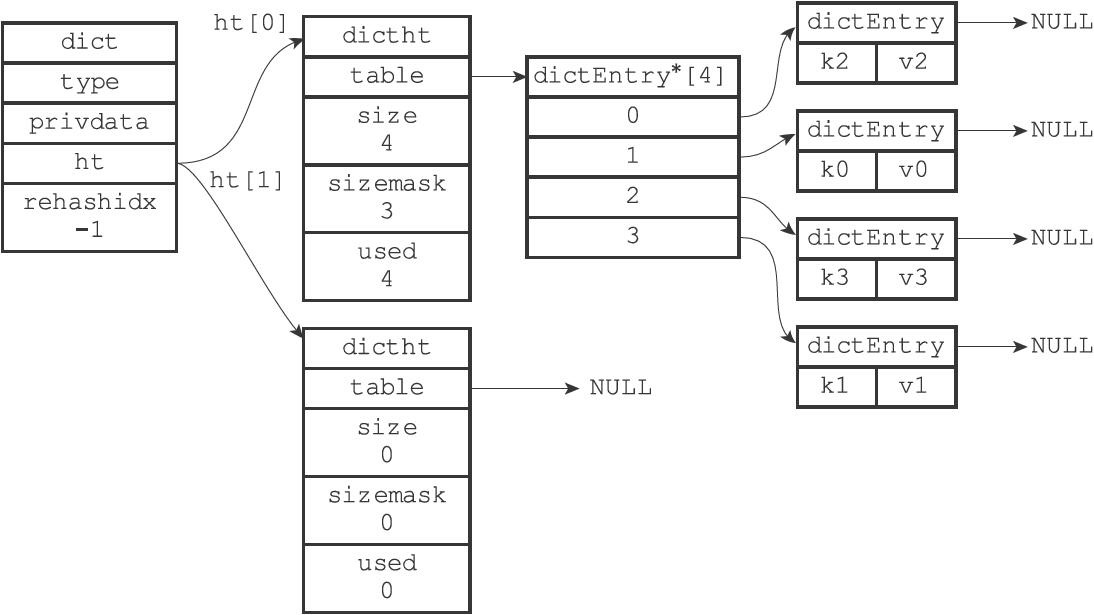 dict
type
privdata
ht
rehashidx
-1
ht[0]
ht[1]
dictht
table
size
4
sizemask
3
used
4
dictht
table
NULL
size
0
sizemask
0
used
0
dictEntry*[4]
0
1
2
3
dictEntry
NULL
k2 v2
dictEntry
NULL
k0 v0
dictEntry
NULL
k3 v3
dictEntry
NULL
k1 v1